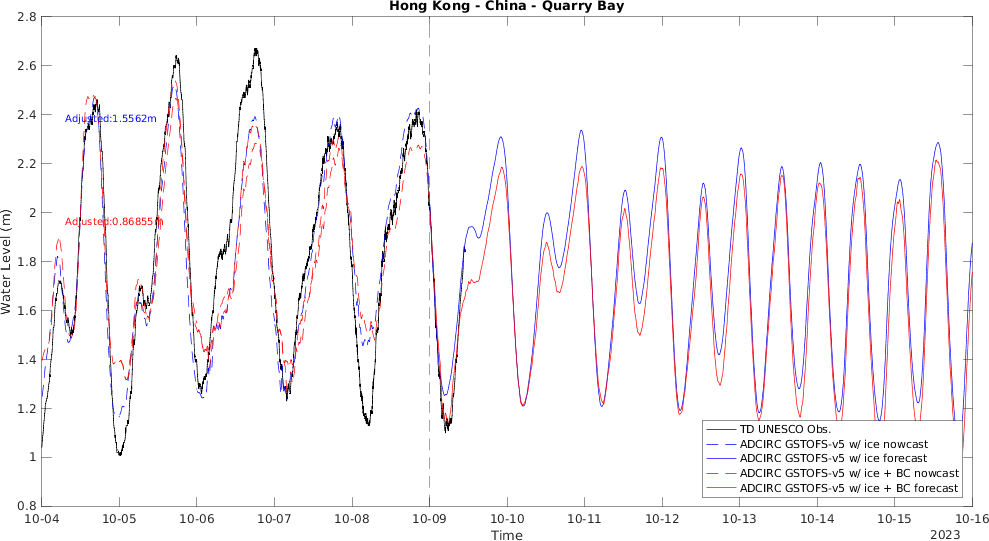 Hong Kong - China - Quarry Bay
2.8
2.6
2.4
2.2
2
1.8
1.6
1.4
1.2
1
0.8
Water Level (m)
Adjusted:1.5562m
Adjusted:0.86855m
TD UNESCO Obs.
ADCIRC GSTOFS-v5 w/ ice nowcast
ADCIRC GSTOFS-v5 w/ ice forecast
ADCIRC GSTOFS-v5 w/ ice + BC nowcast
ADCIRC GSTOFS-v5 w/ ice + BC forecast
10-04 10-05 10-06 10-07 10-08 10-09 10-10 10-11 10-12 10-13 10-14 10-15 10-16
Time
2023